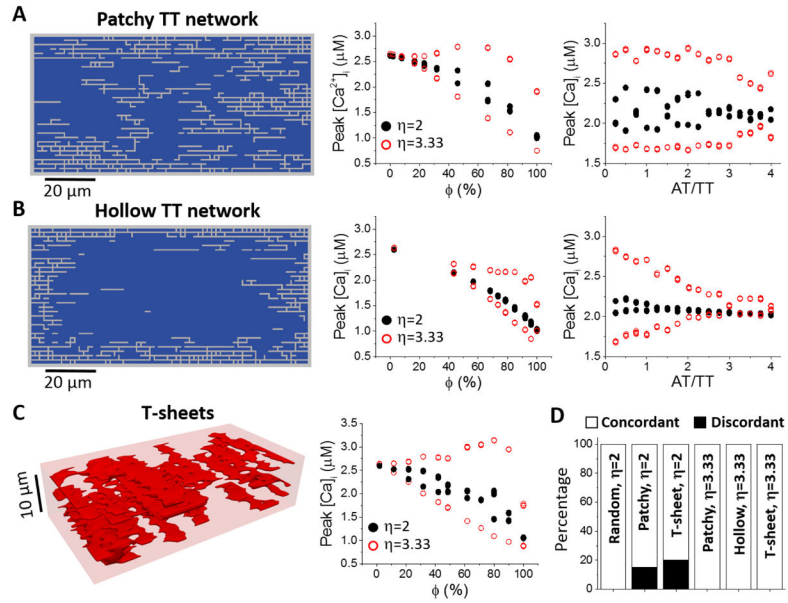 A
Patchy TT network
20 μm
Peak [Ca²⁺]ᵢ (μM)
3.0
2.5
2.0
1.5
1.0
0.5
η=2
η=3.33
0 20 40 60 80 100
ϕ (%)
Peak [Ca]ᵢ (μM)
3.0
2.5
2.0
1.5
0 1 2 3 4
AT/TT
B
Hollow TT network
20 μm
Peak [Ca]ᵢ (μM)
3.5
3.0
2.5
2.0
1.5
1.0
0.5
η=2
η=3.33
0 20 40 60 80 100
ϕ (%)
Peak [Ca]ᵢ (μM)
3.0
2.5
2.0
1.5
0 1 2 3 4
AT/TT
C
T-sheets
10 μm
Peak [Ca]ᵢ (μM)
3.5
3.0
2.5
2.0
1.5
1.0
0.5
η=2
η=3.33
0 20 40 60 80 100
ϕ (%)
D
Concordant Discordant
Percentage
100
80
60
40
20
0
Random, η=2
Patchy, η=2
T-sheet, η=2
Patchy, η=3.33
Hollow, η=3.33
T-sheet, η=3.33